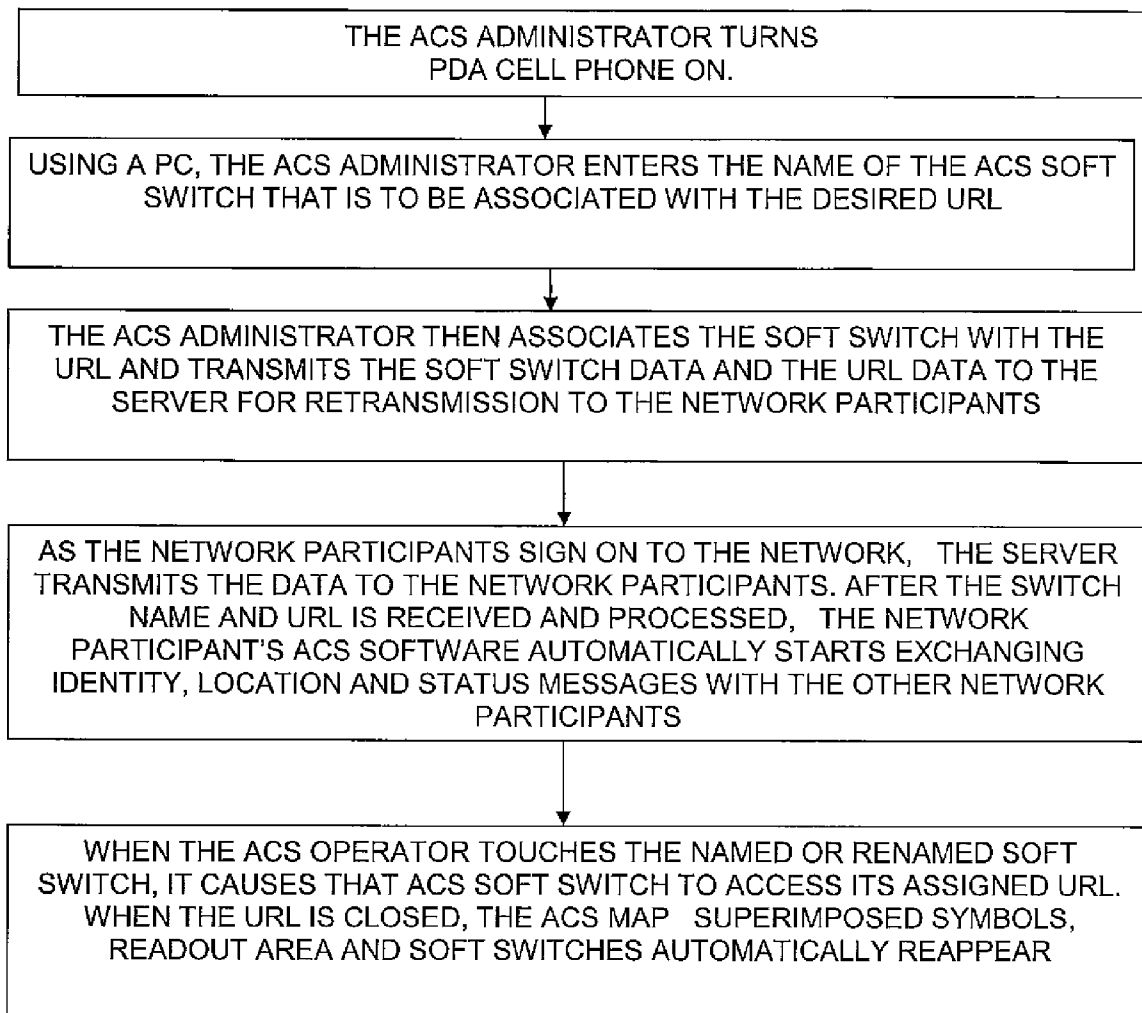 THE ACS ADMINISTRATOR TURNS
PDA CELL PHONE ON.
USING A PC, THE ACS ADMINISTRATOR ENTERS THE NAME OF THE ACS SOFT
SWITCH THAT IS TO BE ASSOCIATED WITH THE DESIRED URL
THE ACS ADMINISTRATOR THEN ASSOCIATES THE SOFT SWITCH WITH THE
URL AND TRANSMITS THE SOFT SWITCH DATA AND THE URL DATA TO THE
SERVER FOR RETRANSMISSION TO THE NETWORK PARTICIPANTS
AS THE NETWORK PARTICIPANTS SIGN ON TO THE NETWORK, THE SERVER
TRANSMITS THE DATA TO THE NETWORK PARTICIPANTS. AFTER THE SWITCH
NAME AND URL IS RECEIVED AND PROCESSED, THE NETWORK
PARTICIPANT'S ACS SOFTWARE AUTOMATICALLY STARTS EXCHANGING
IDENTITY, LOCATION AND STATUS MESSAGES WITH THE OTHER NETWORK
PARTICIPANTS
WHEN THE ACS OPERATOR TOUCHES THE NAMED OR RENAMED SOFT
SWITCH, IT CAUSES THAT ACS SOFT SWITCH TO ACCESS ITS ASSIGNED URL.
WHEN THE URL IS CLOSED, THE ACS MAP SUPERIMPOSED SYMBOLS,
READOUT AREA AND SOFT SWITCHES AUTOMATICALLY REAPPEAR